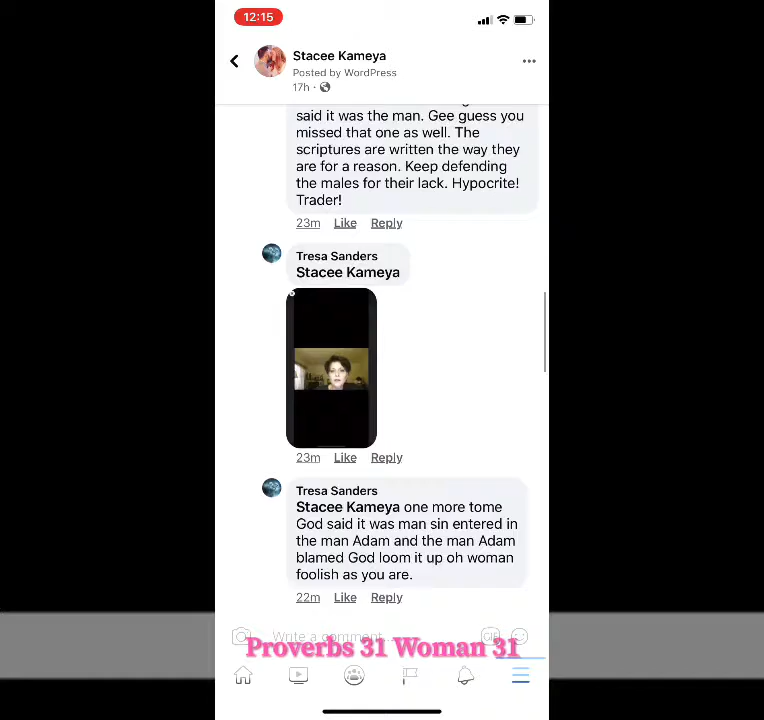 12:15
Stacee Kameya
Posted by WordPress
17h
said it was the man. Gee guess you
missed that one as well. The
scriptures are written the way they
are for a reason. Keep defending
the males for their lack. Hypocrite!
Trader!
23m Like Reply
Tresa Sanders
Stacee Kameya
23m Like Reply
Tresa Sanders
Stacee Kameya one more tome
God said it was man sin entered in
the man Adam and the man Adam
blamed God loom it up oh woman
foolish as you are.
22m Like Reply
Write a comment...
GIF
Proverbs 31 Woman 31